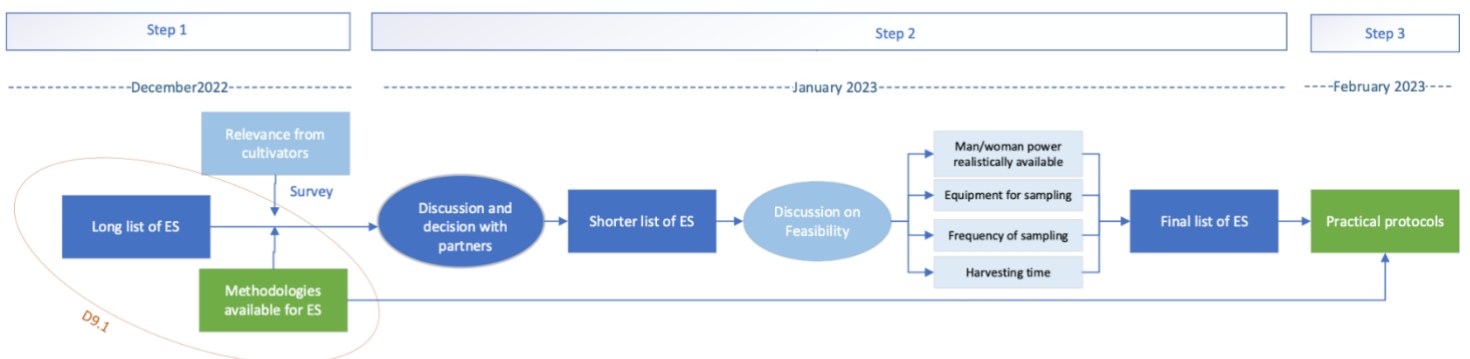 Step 1
Step 2
Step 3
December2022
January 2023
February 2023
Relevance from
cultivators
Survey
Long list of ES
Methodologies
available for ES
D9.1
Discussion and
decision with
partners
Shorter list of ES
Discussion on
Feasibility
Man/woman power
realistically available
Equipment for sampling
Frequency of sampling
Harvesting time
Final list of ES
Practical protocols